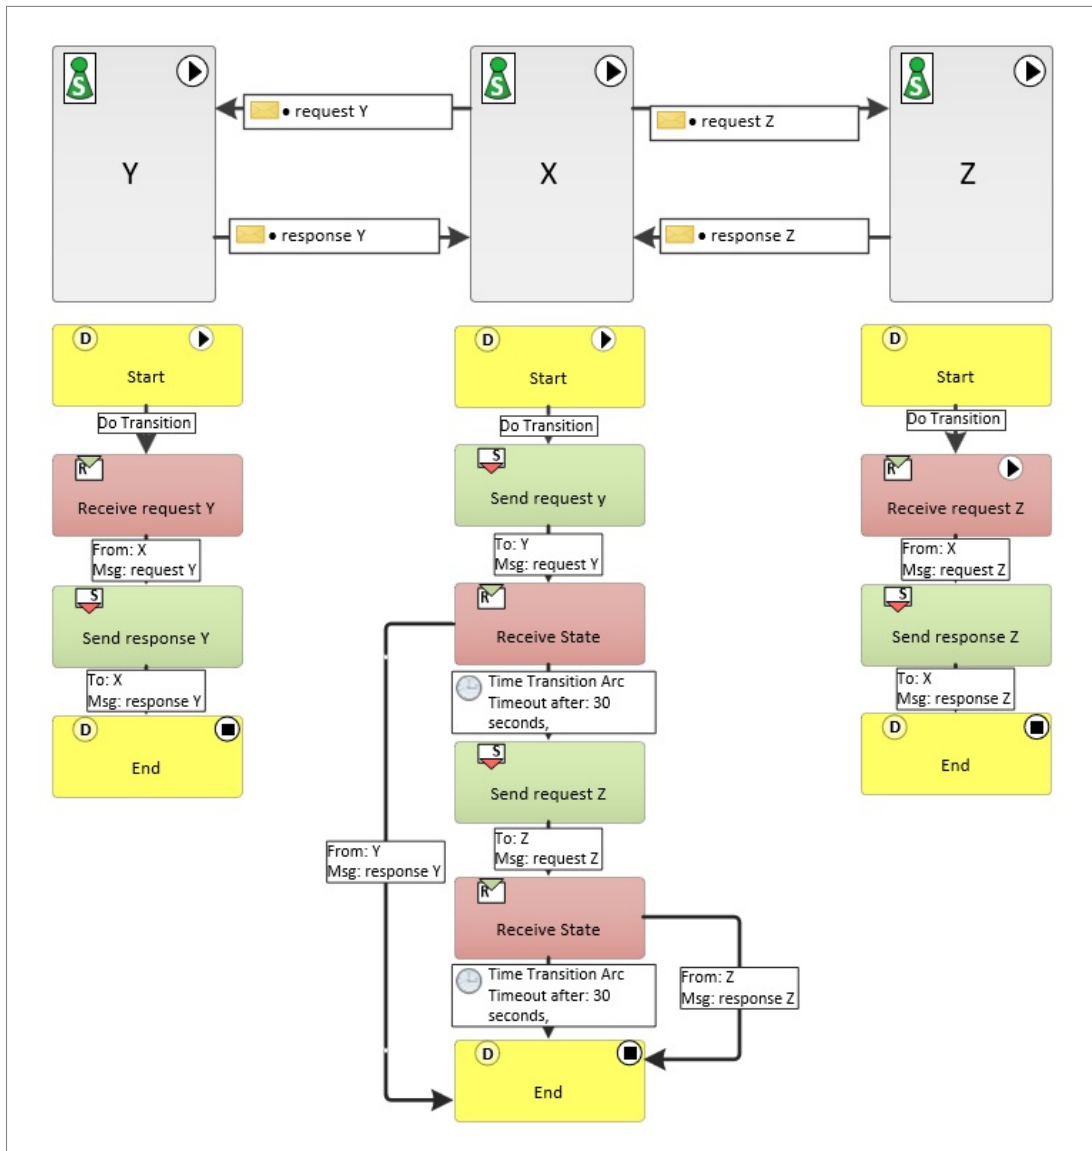 S
S
S
• request Y
• request Z
Y
X
Z
• response Y
• response Z
D
Start
Do Transition
R
Receive request Y
From: X
Msg: request Y
S
Send response Y
To: X
Msg: response Y
D
End
D
Start
Do Transition
S
Send request y
To: Y
Msg: request Y
R
Receive State
Time Transition Arc
Timeout after: 30
seconds,
S
Send request Z
From: Y
Msg: response Y
To: Z
Msg: request Z
R
Receive State
Time Transition Arc
Timeout after: 30
seconds,
From: Z
Msg: response Z
D
End
D
Start
Do Transition
R
Receive request Z
From: X
Msg: request Z
S
Send response Z
To: X
Msg: response Z
D
End